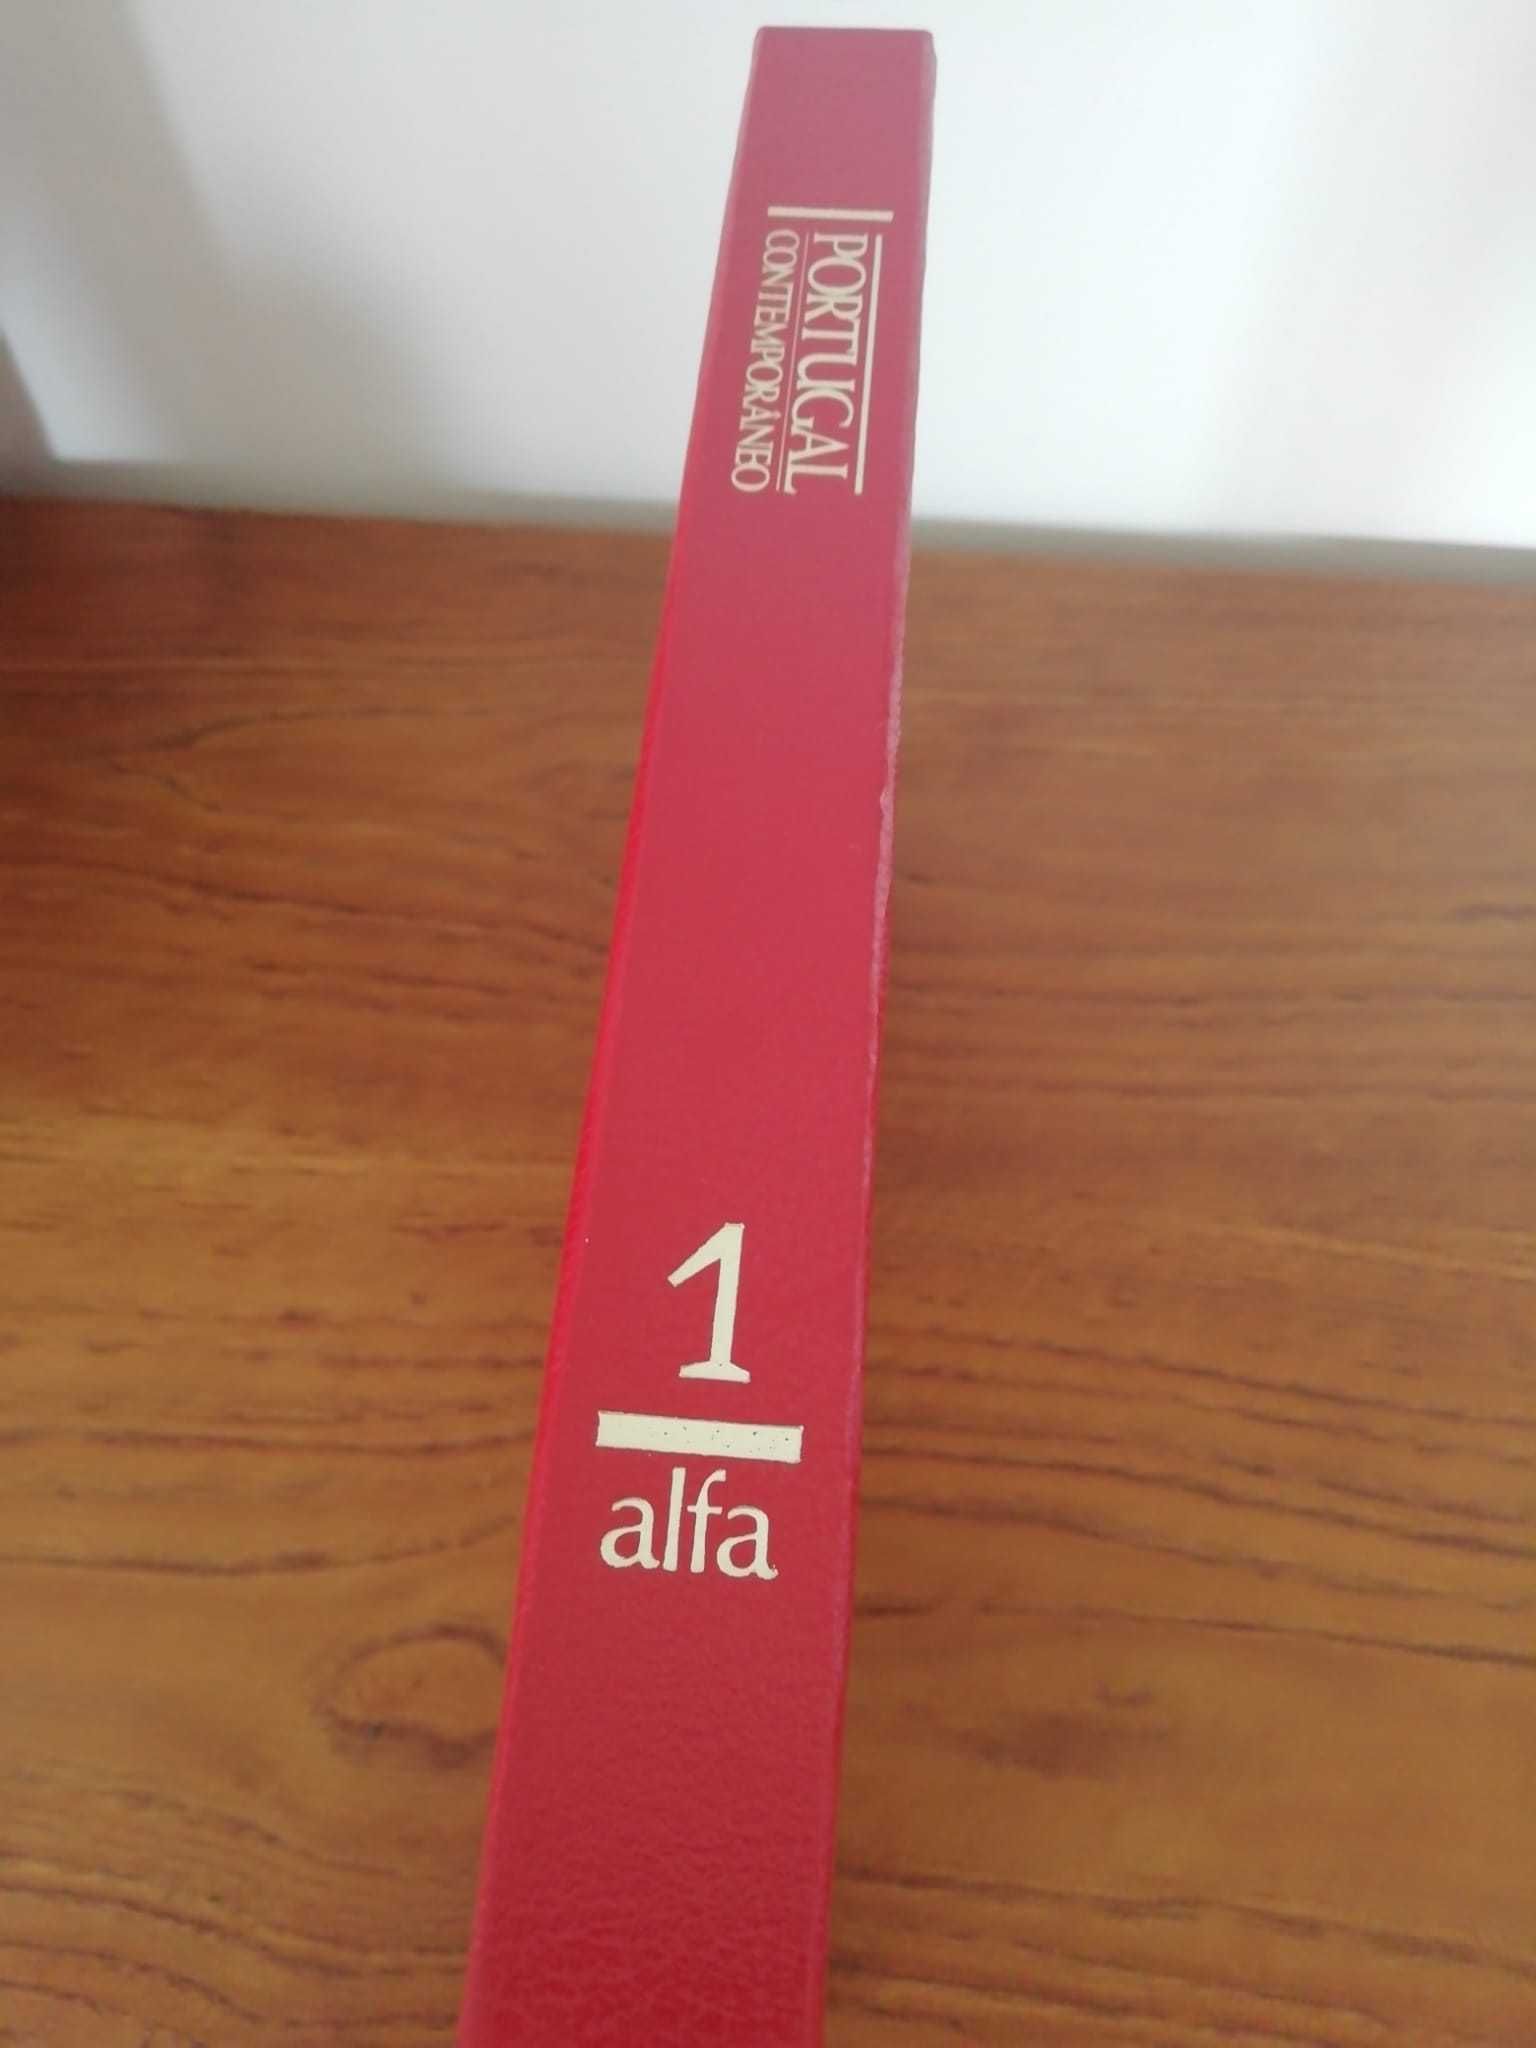 PORTUGAL
CONTEMPORÂNEO
1
alfa